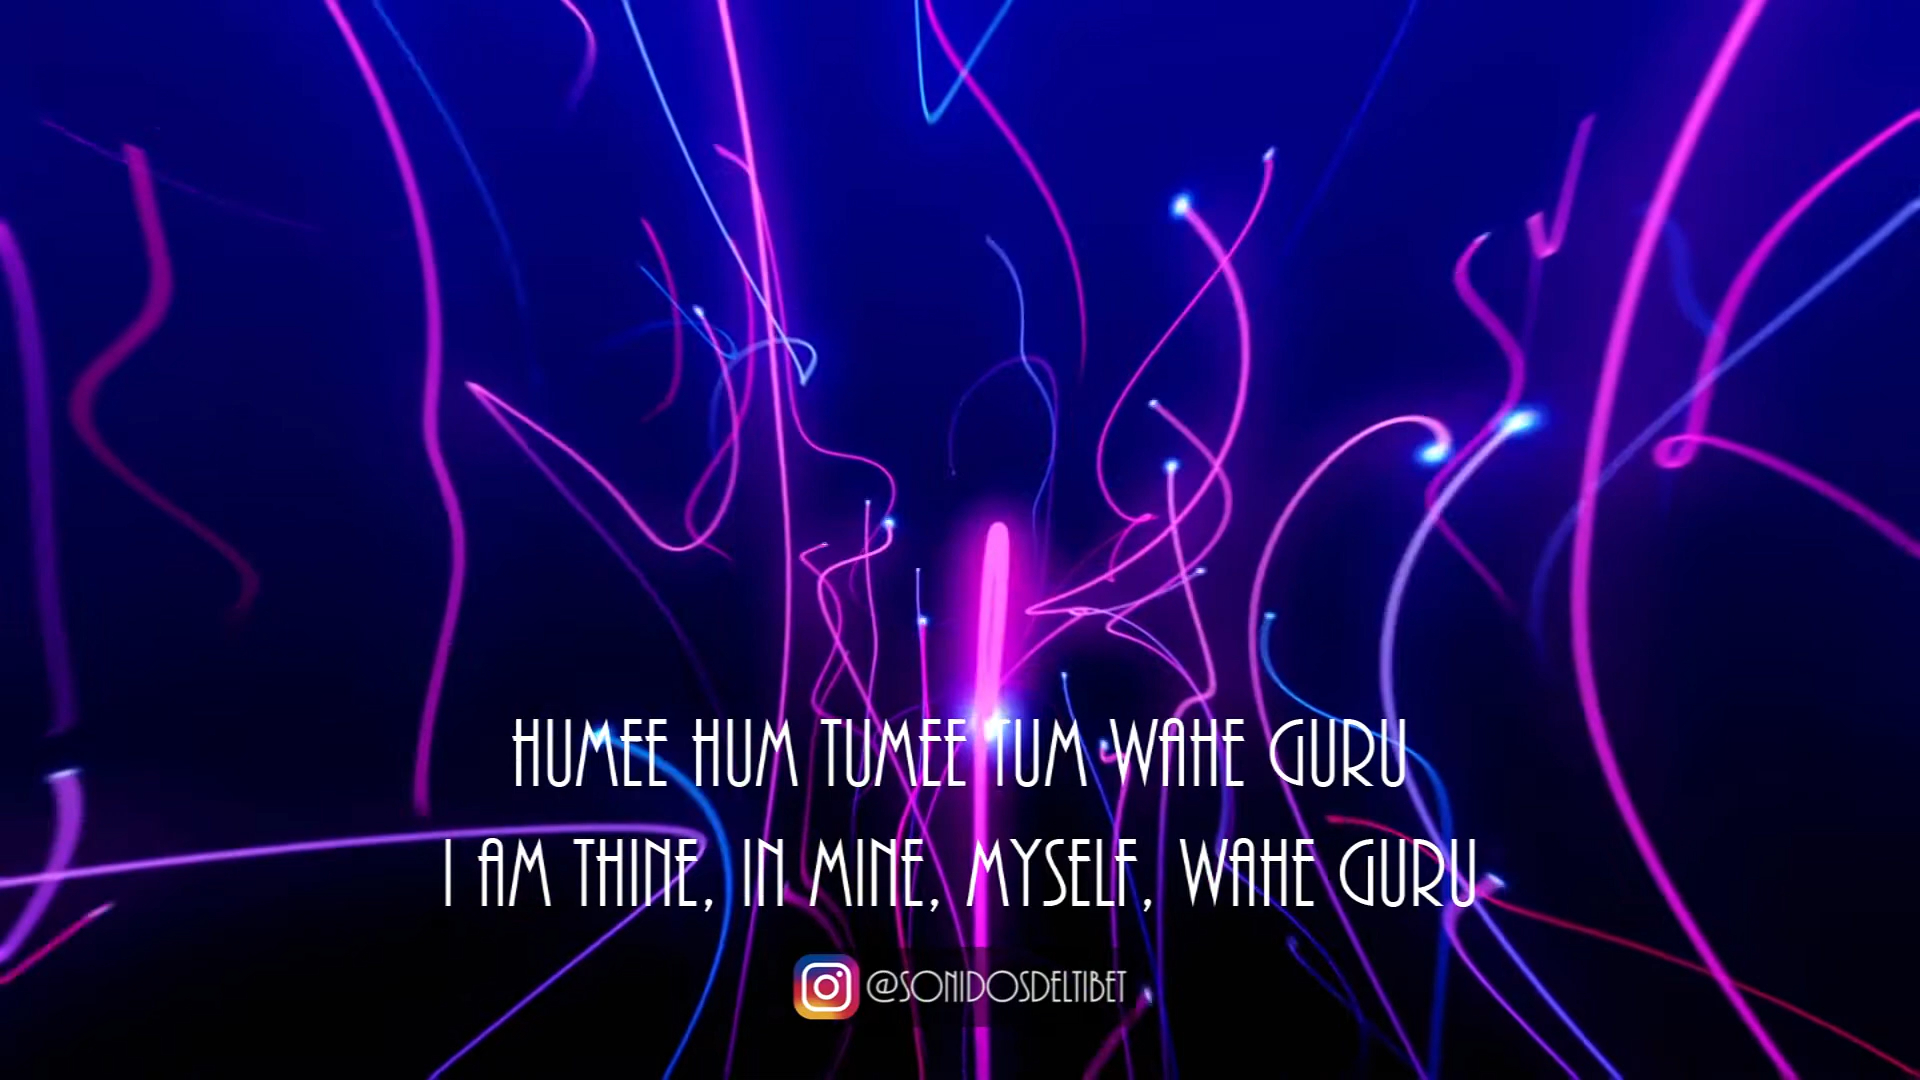 HUMEE HUM TUMEE TUM WAHE GURU
I AM THINE, IN MINE, MYSELF, WAHE GURU
@SONIDOSDELTIBET